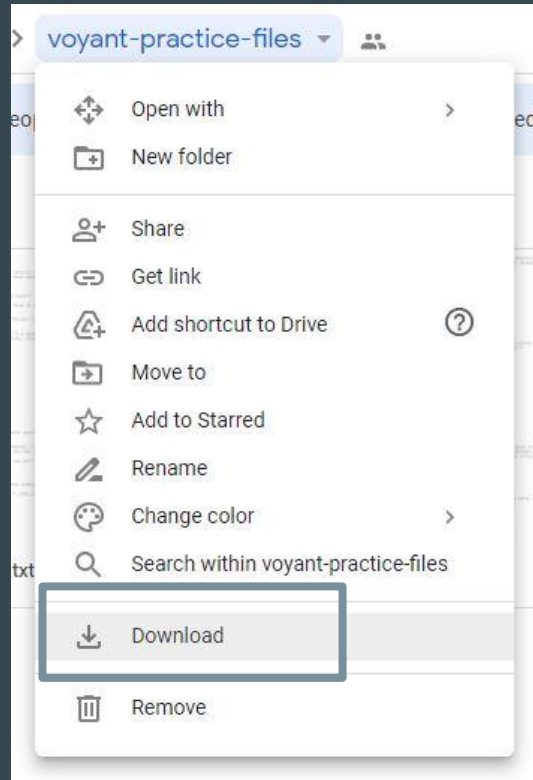 voyant-practice-files
Open with
New folder
Share
Get link
Add shortcut to Drive
Move to
Add to Starred
Rename
Change color
Search within voyant-practice-files
txt
Download
Remove